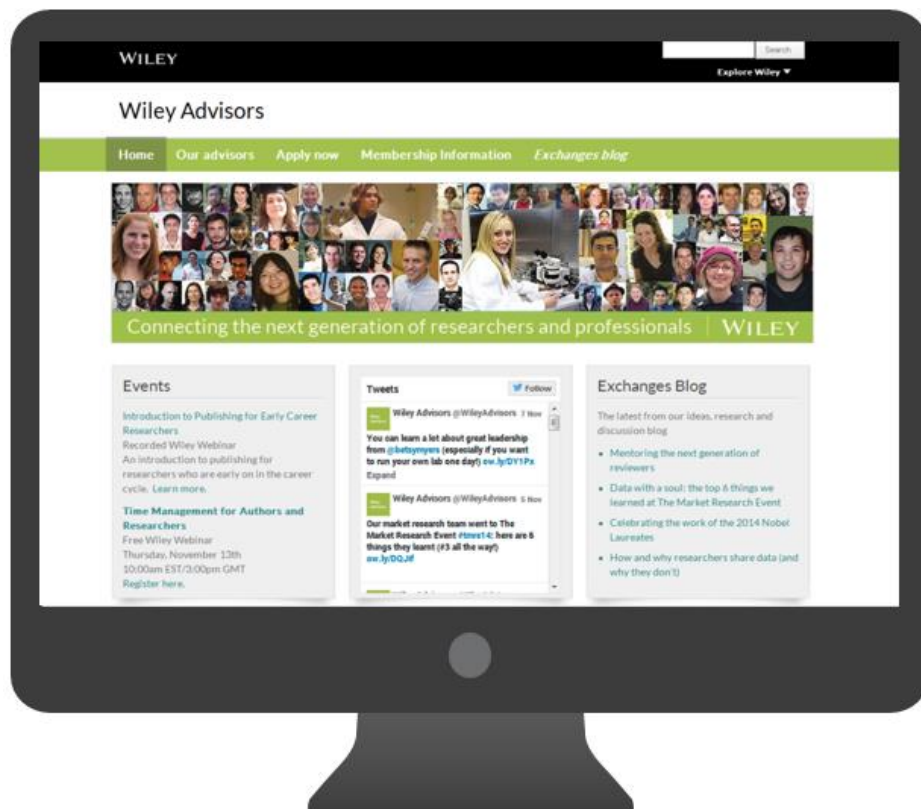 WILEY
Search
Explore Wiley
Wiley Advisors
Home Our advisors Apply now Membership Information Exchanges blog
Connecting the next generation of researchers and professionals WILEY
Events
Introduction to Publishing for Early Career
Researchers
Recorded Wiley Webinar
An introduction to publishing for
researchers who are early on in the career
cycle. Learn more.
Time Management for Authors and
Researchers
Free Wiley Webinar
Thursday, November 13th
10:00am EST/3:00pm GMT
Register here.
Tweets Follow
Wiley Advisors @WileyAdvisors 7 Nov
You can learn a lot about great leadership
from @betsymyers (especially if you want
to run your own lab one day!) ow.ly/DY1Px
Expand
Wiley Advisors @WileyAdvisors 5 Nov
Our market research team went to The
Market Research Event #tmre14: here are 6
things they learnt (#3 all the way!)
ow.ly/DQJif
Exchanges Blog
The latest from our ideas, research and
discussion blog
Mentoring the next generation of
reviewers
Data with a soul: the top 6 things we
learned at The Market Research Event
Celebrating the work of the 2014 Nobel
Laureates
How and why researchers share data (and
why they don't)